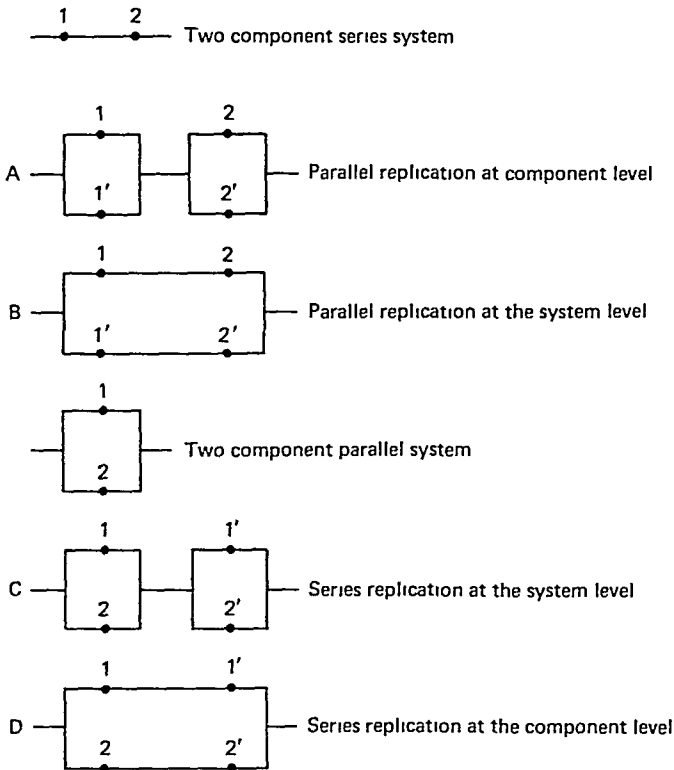 1 2
Two component series system
1 2
A Parallel replication at component level
1' 2'
1 2
B Parallel replication at the system level
1' 2'
1
Two component parallel system
2
1 1'
C Series replication at the system level
2 2'
1 1'
D Series replication at the component level
2 2'